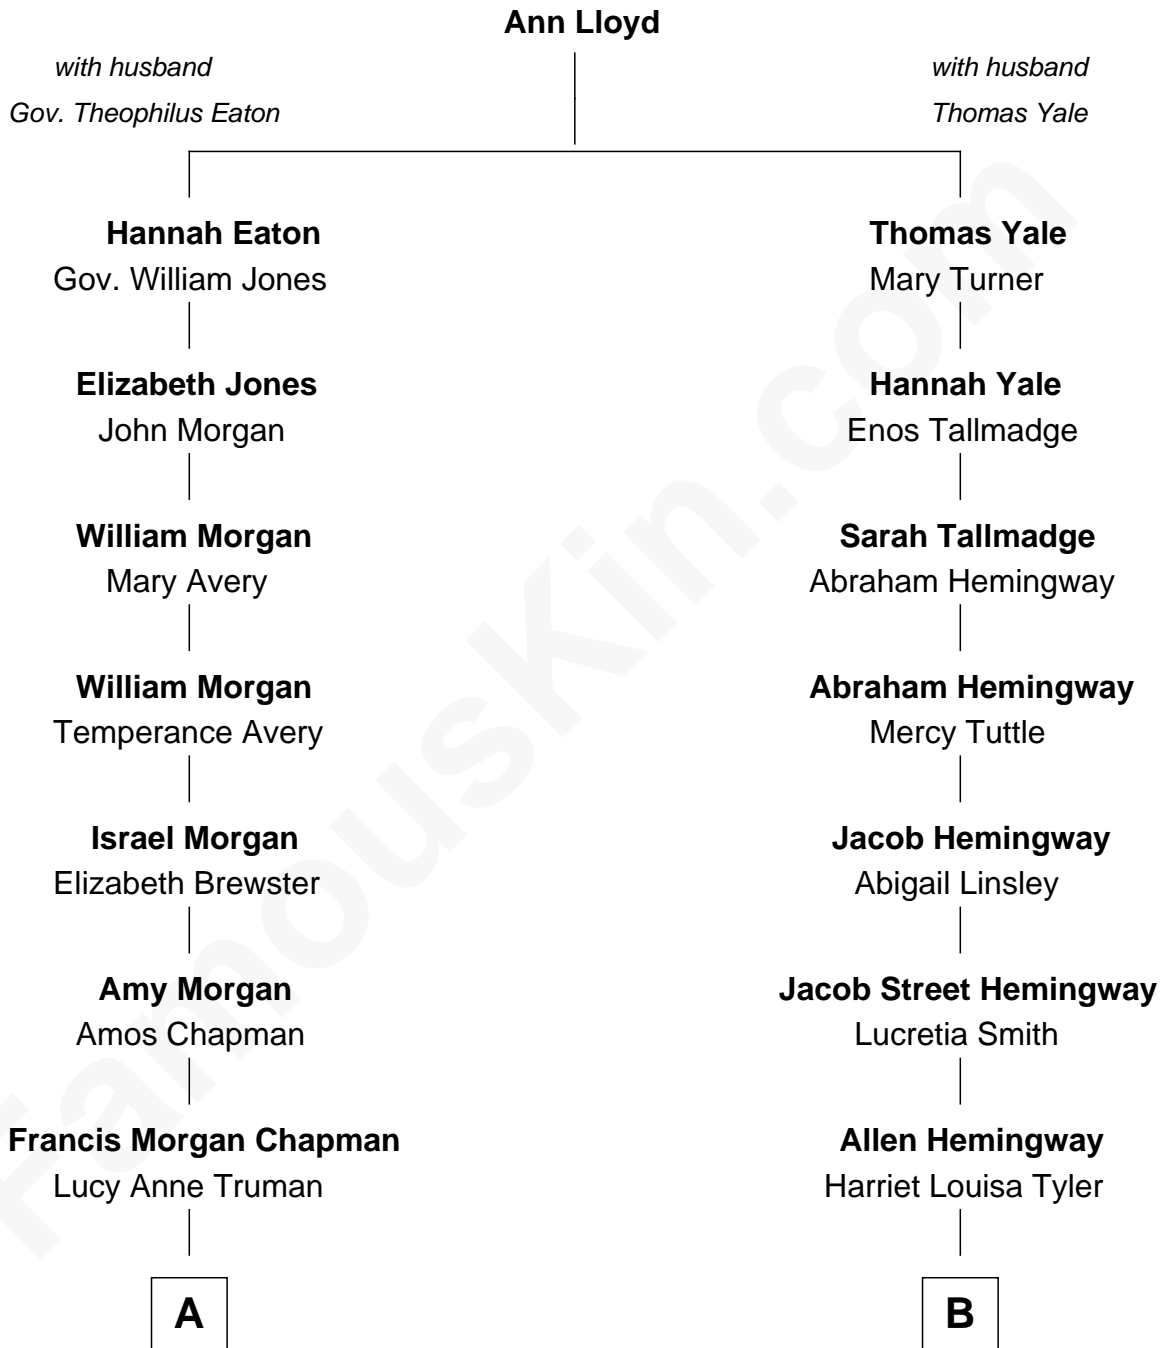 Ann Lloyd
with husband
Gov. Theophilus Eaton
with husband
Thomas Yale
Hannah Eaton
Gov. William Jones
Thomas Yale
Mary Turner
Elizabeth Jones
John Morgan
Hannah Yale
Enos Tallmadge
William Morgan
Mary Avery
Sarah Tallmadge
Abraham Hemingway
William Morgan
Temperance Avery
Abraham Hemingway
Mercy Tuttle
Israel Morgan
Elizabeth Brewster
Jacob Hemingway
Abigail Linsley
Amy Morgan
Amos Chapman
Jacob Street Hemingway
Lucretia Smith
Francis Morgan Chapman
Lucy Anne Truman
Allen Hemingway
Harriet Louisa Tyler
A
B
FamousKin.com